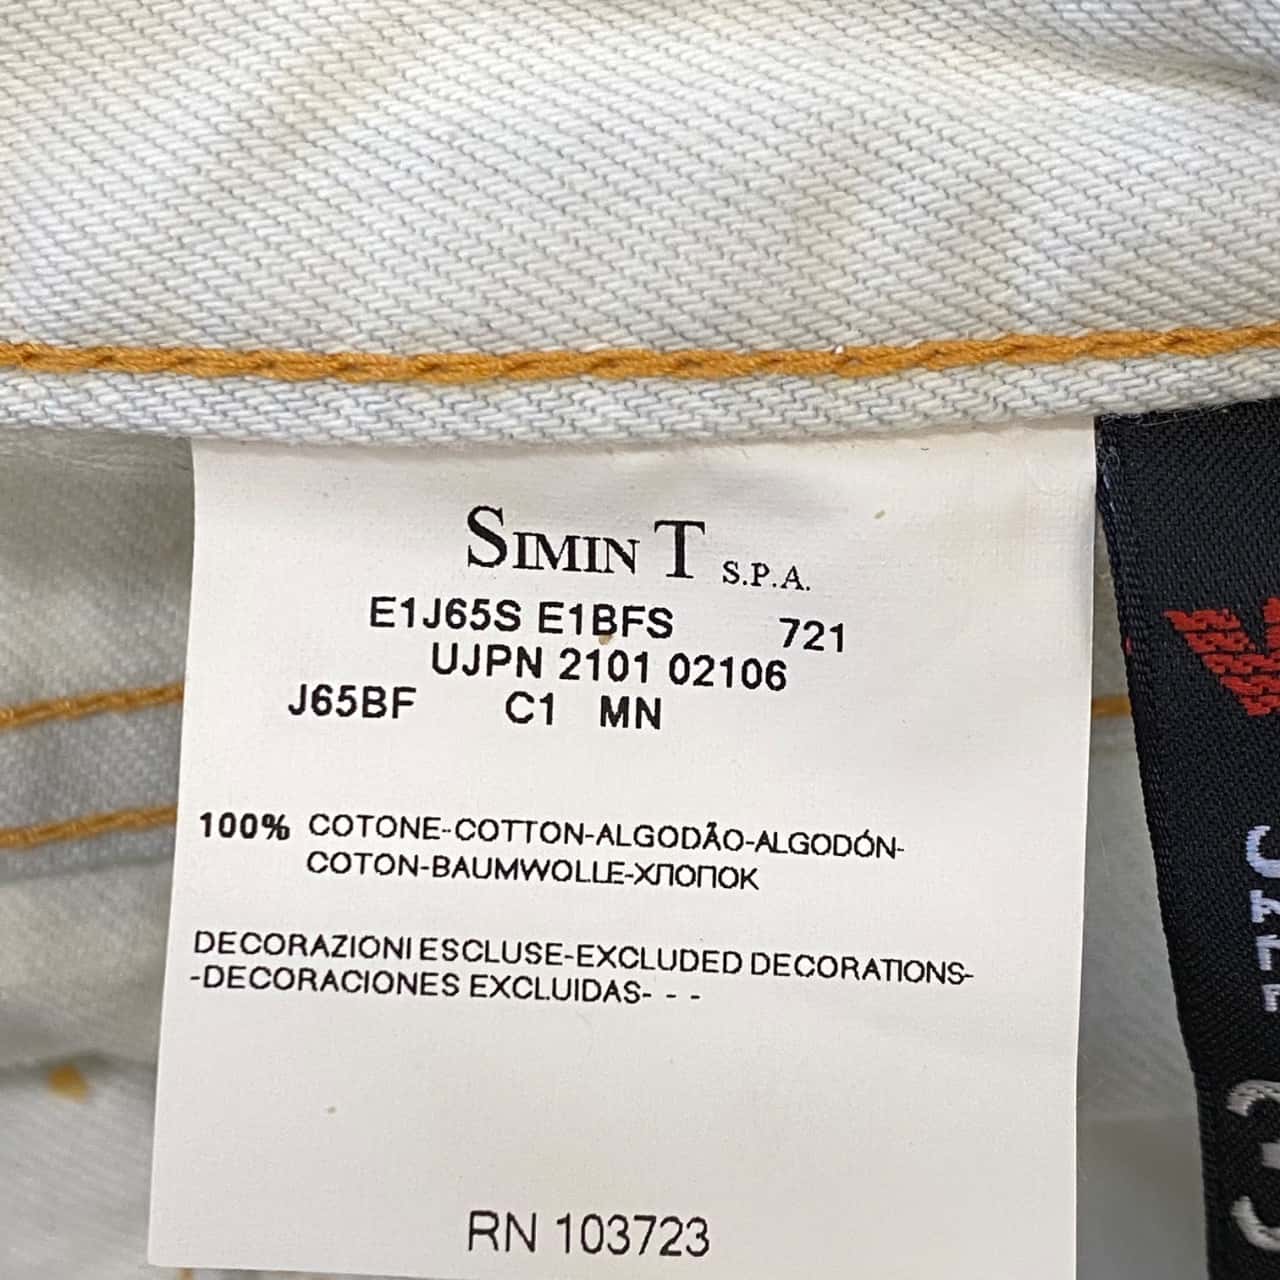 SIMIN T S.P.A.
E1J65S E1BFS 721
UJPN 2101 02106
J65BF C1 MN
100% COTONE-COTTON-ALGODÃO-ALGODÓN-
COTON-BAUMWOLLE-ХЛОПОК
DECORAZIONI ESCLUSE-EXCLUDED DECORATIONS-
-DECORACIONES EXCLUIDAS- - -
RN 103723